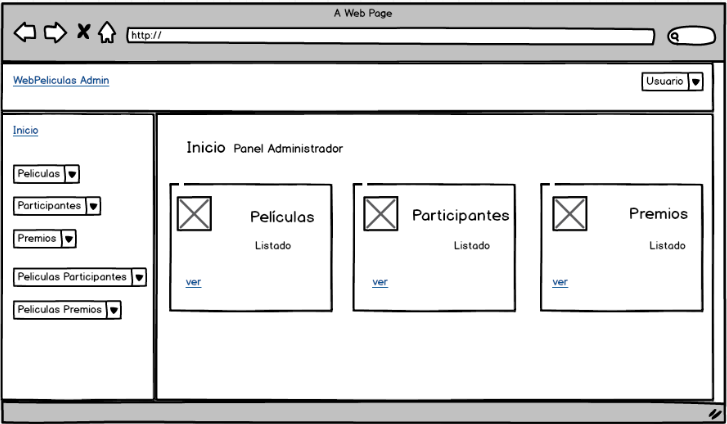 A Web Page
http://
WebPeliculas Admin
Usuario
Inicio
Peliculas
Participantes
Premios
Peliculas Participantes
Peliculas Premios
Inicio Panel Administrador
Películas
Listado
ver
Participantes
Listado
ver
Premios
Listado
ver